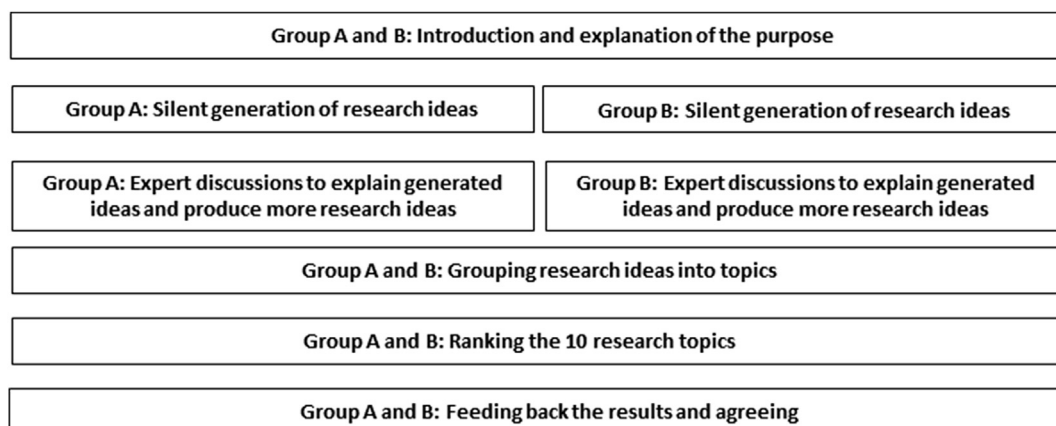 Group A and B: Introduction and explanation of the purpose
Group A: Silent generation of research ideas
Group B: Silent generation of research ideas
Group A: Expert discussions to explain generated
ideas and produce more research ideas
Group B: Expert discussions to explain generated
ideas and produce more research ideas
Group A and B: Grouping research ideas into topics
Group A and B: Ranking the 10 research topics
Group A and B: Feeding back the results and agreeing